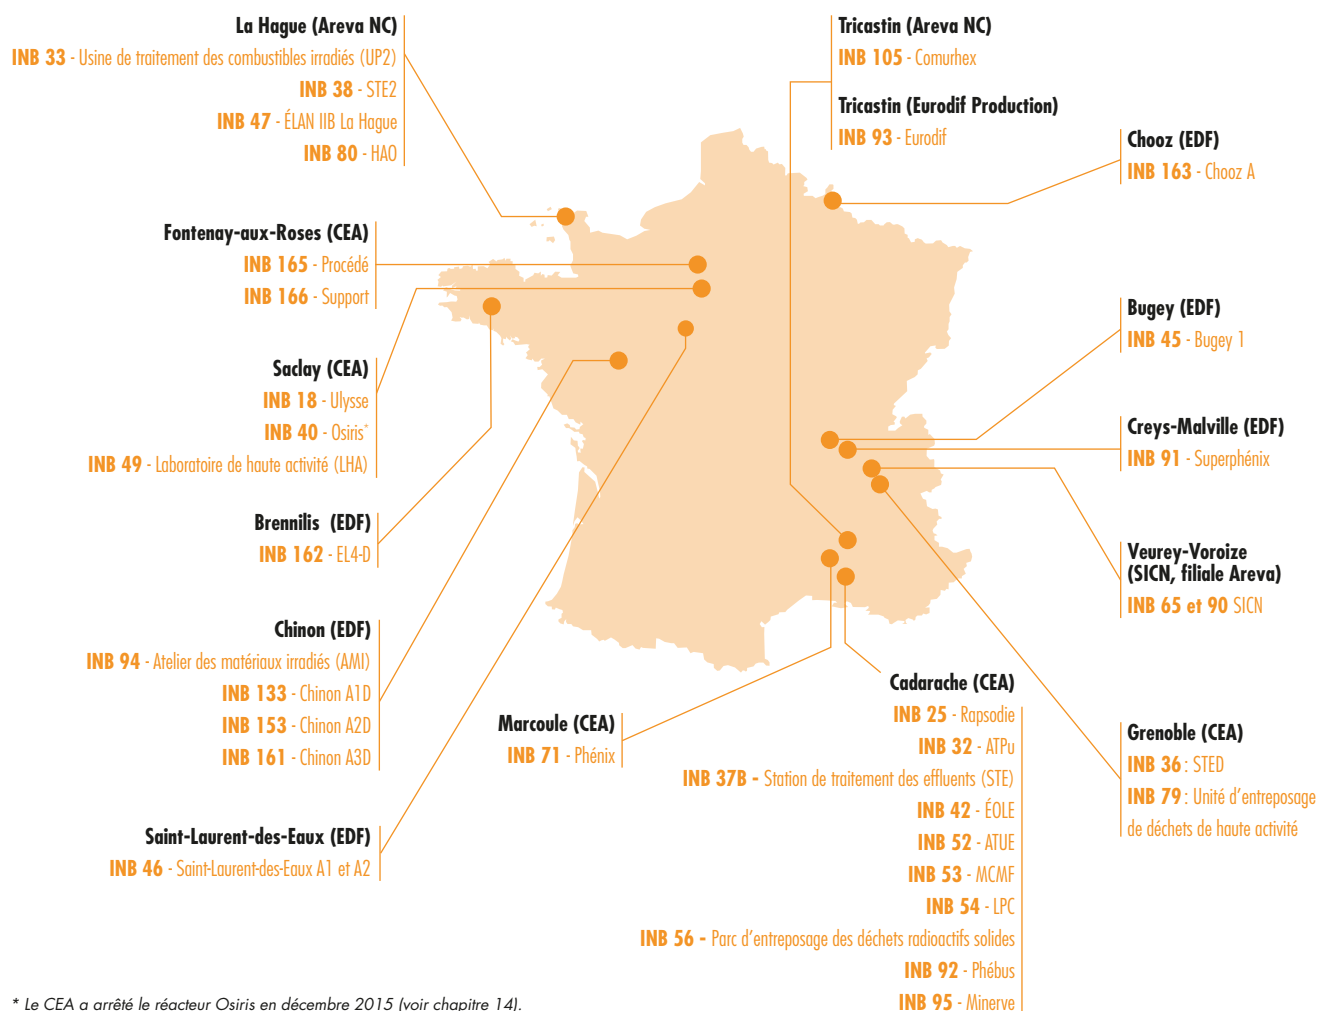 La Hague (Areva NC)
INB 33 - Usine de traitement des combustibles irradiés (UP2)
INB 38 - STE2
INB 47 - ÉLAN IIB La Hague
INB 80 - HAO
Tricastin (Areva NC)
INB 105 - Comurhex
Tricastin (Eurodif Production)
INB 93 - Eurodif
Chooz (EDF)
INB 163 - Chooz A
Fontenay-aux-Roses (CEA)
INB 165 - Procédé
INB 166 - Support
Bugey (EDF)
INB 45 - Bugey 1
Saclay (CEA)
INB 18 - Ulysse
INB 40 - Osiris*
INB 49 - Laboratoire de haute activité (LHA)
Creys-Malville (EDF)
INB 91 - Superphénix
Brennilis (EDF)
INB 162 - EL4-D
Veurey-Voroize
(SICN, filiale Areva)
INB 65 et 90 SICN
Chinon (EDF)
INB 94 - Atelier des matériaux irradiés (AMI)
INB 133 - Chinon A1D
INB 153 - Chinon A2D
INB 161 - Chinon A3D
Saint-Laurent-des-Eaux (EDF)
INB 46 - Saint-Laurent-des-Eaux A1 et A2
Marcoule (CEA)
INB 71 - Phénix
Cadarache (CEA)
INB 25 - Rapsodie
INB 32 - ATPu
INB 37B - Station de traitement des effluents (STE)
INB 42 - ÉOLE
INB 52 - ATUE
INB 53 - MCMF
INB 54 - LPC
INB 56 - Parc d'entreposage des déchets radioactifs solides
INB 92 - Phébus
INB 95 - Minerve
Grenoble (CEA)
INB 36 : STED
INB 79 : Unité d'entreposage
de déchets de haute activité
* Le CEA a arrêté le réacteur Osiris en décembre 2015 (voir chapitre 14).